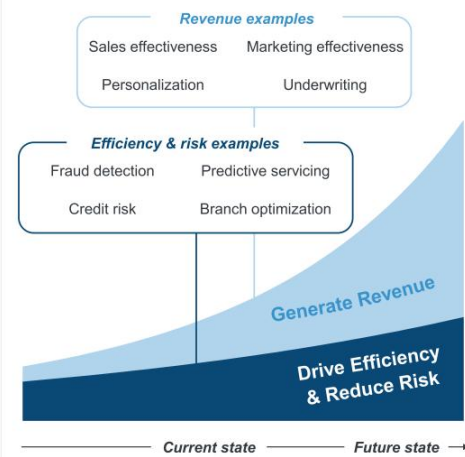 Revenue examples
Sales effectiveness Marketing effectiveness
Personalization Underwriting
Efficiency & risk examples
Fraud detection Predictive servicing
Credit risk Branch optimization
Generate Revenue
Drive Efficiency
& Reduce Risk
Current state Future state